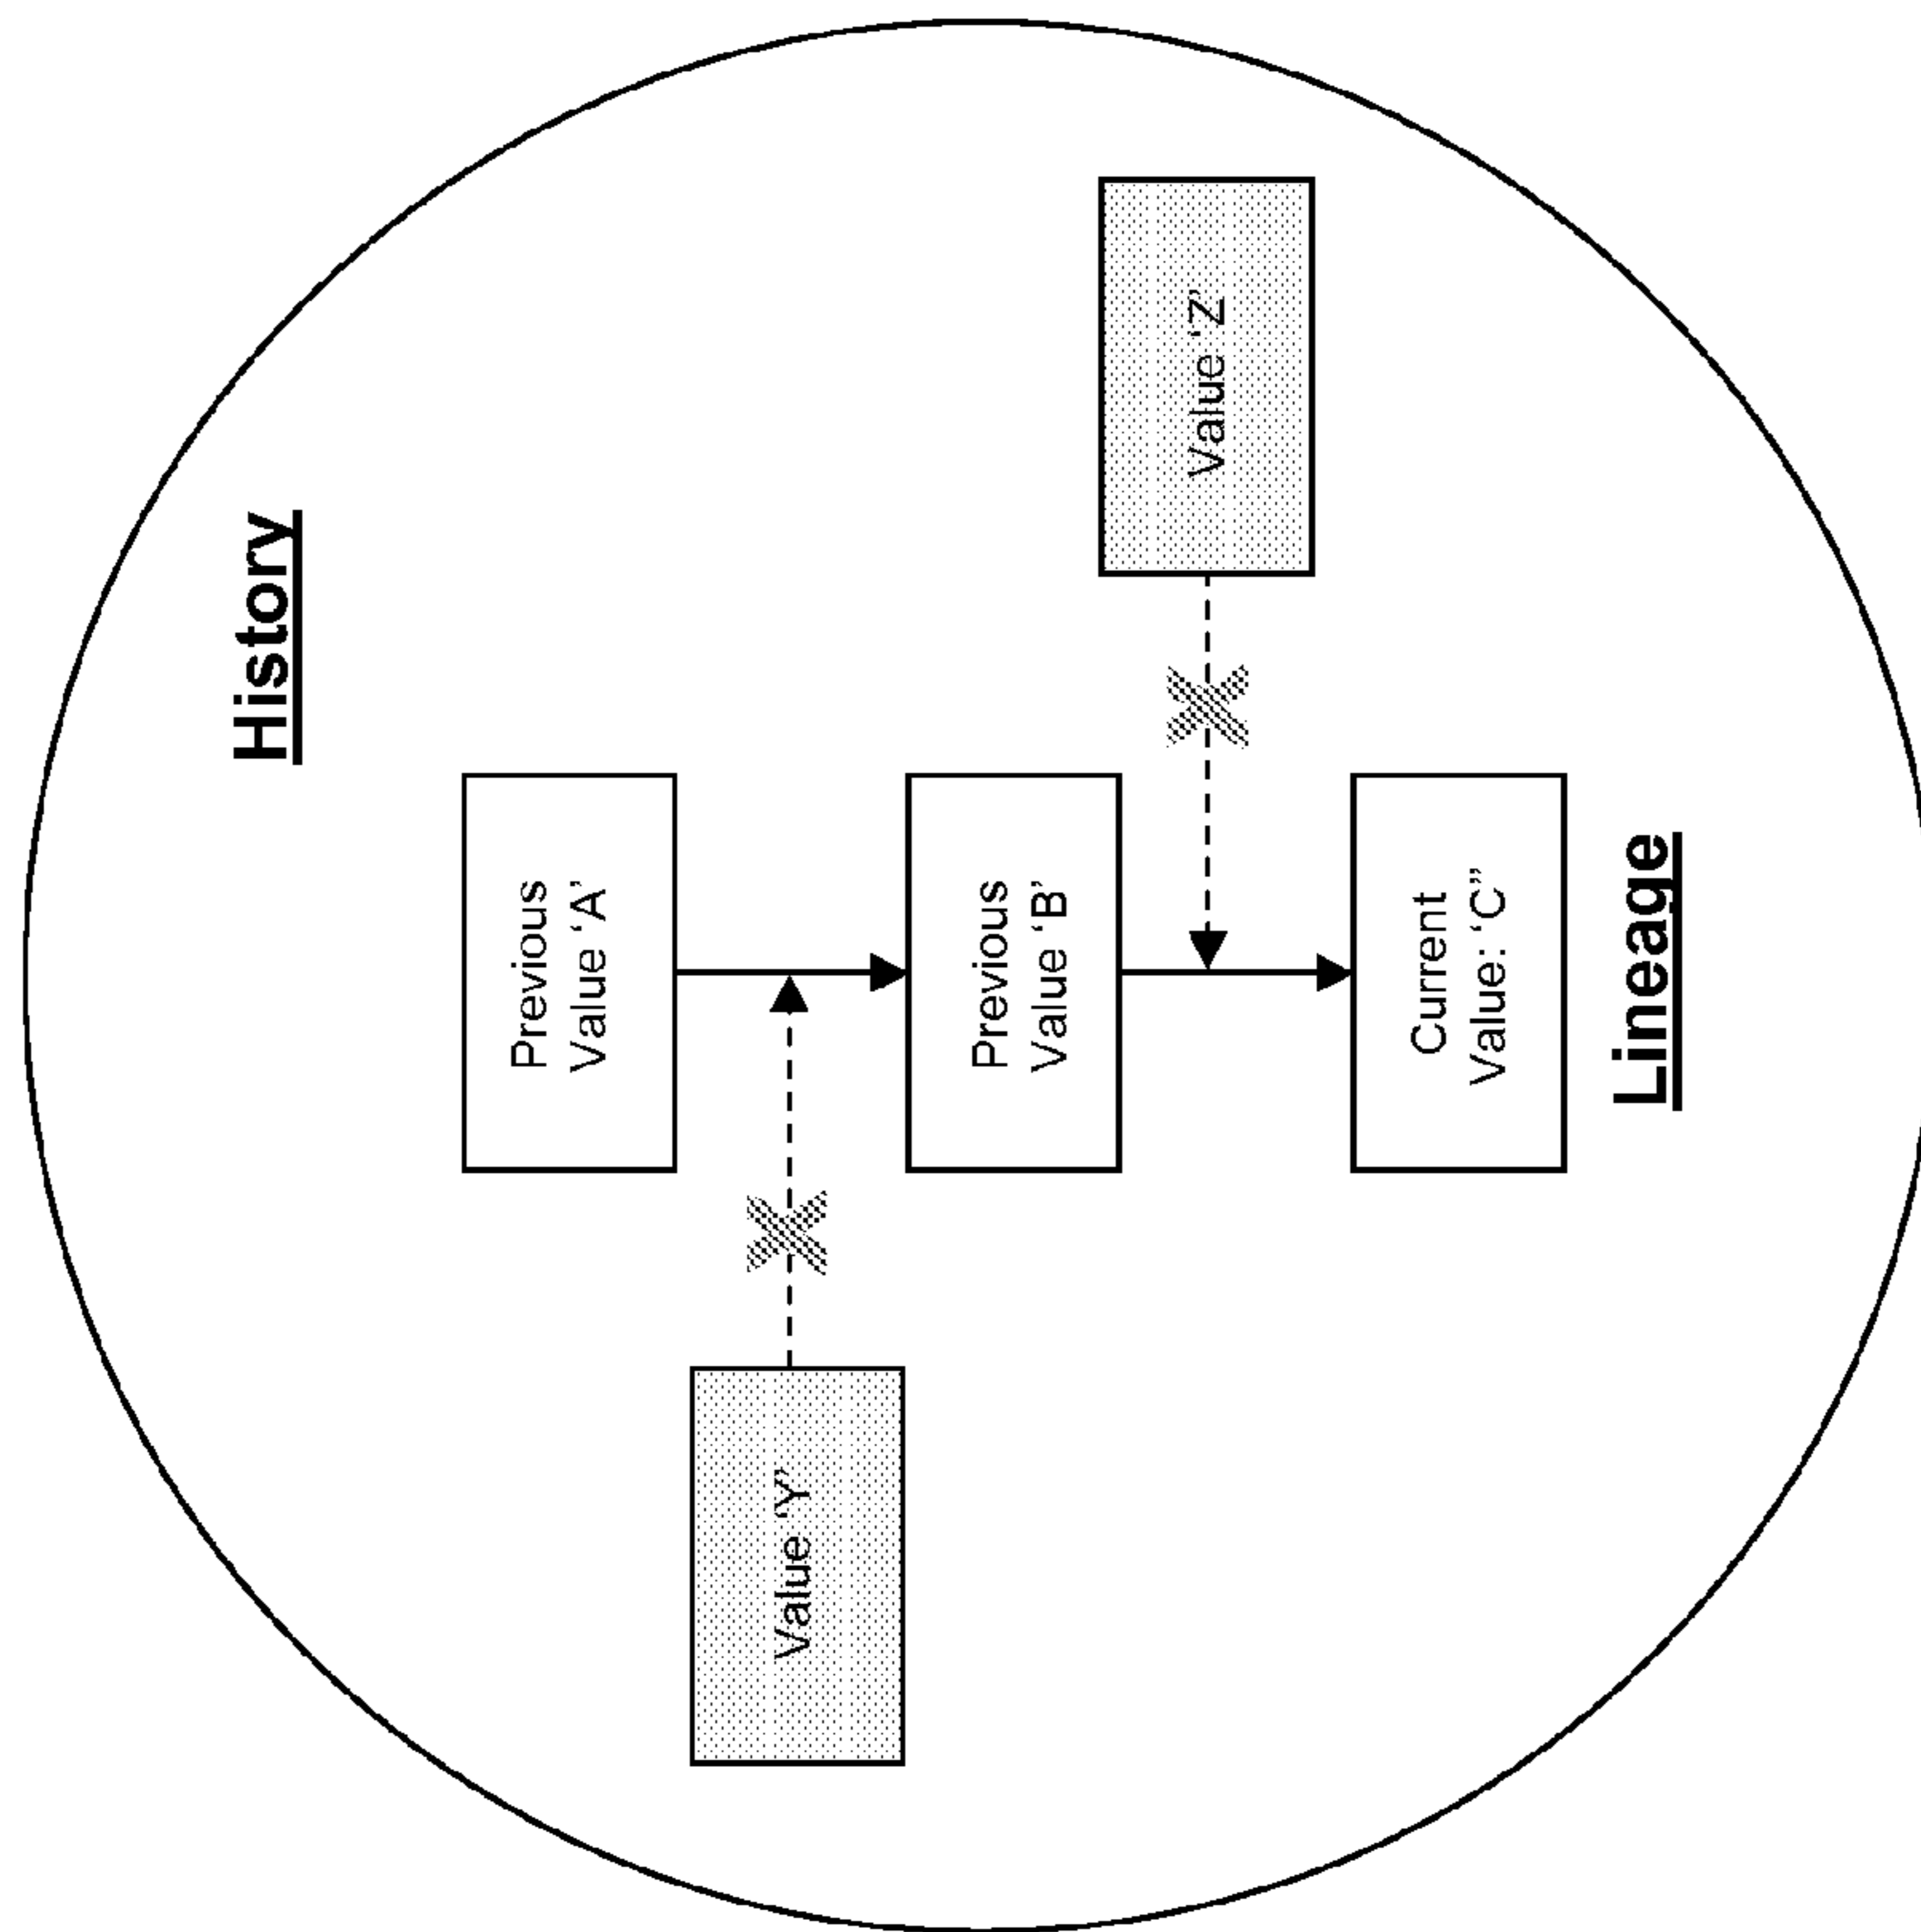 History
Previous
Value ‘A’
Value ‘Y’
Previous
Value ‘B’
Value ‘Z’
Current
Value: ‘C”
Lineage